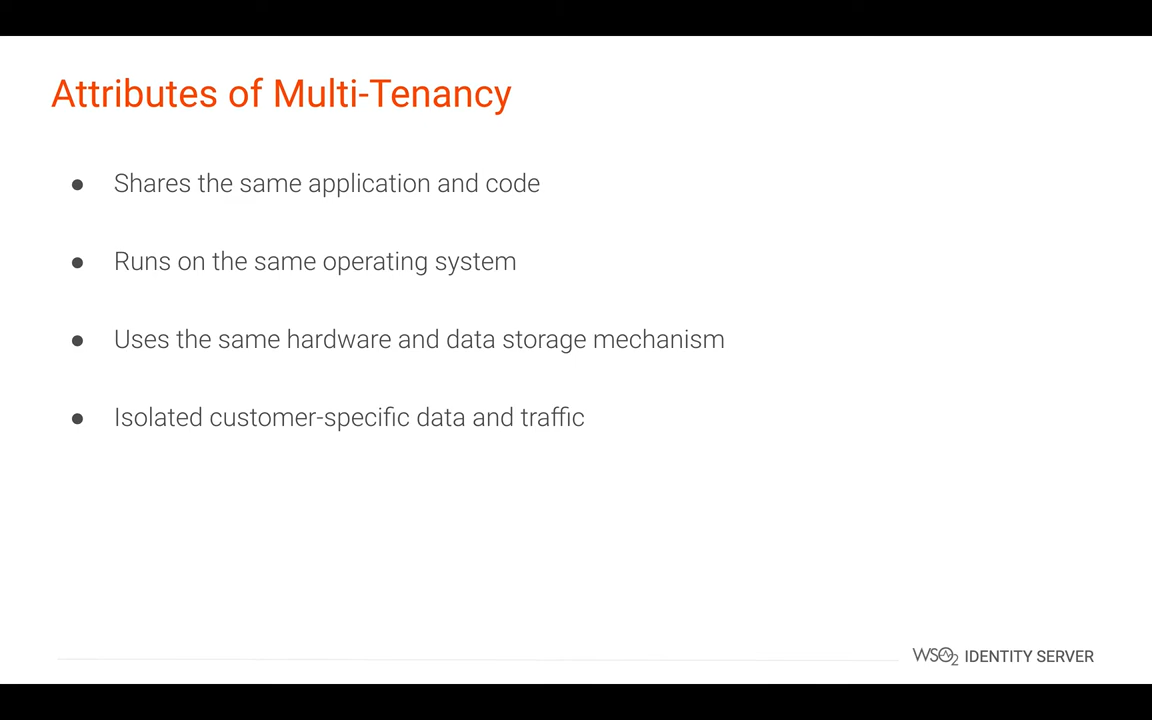 Attributes of Multi-Tenancy
● Shares the same application and code
● Runs on the same operating system
● Uses the same hardware and data storage mechanism
● Isolated customer-specific data and traffic
WSO2 IDENTITY SERVER